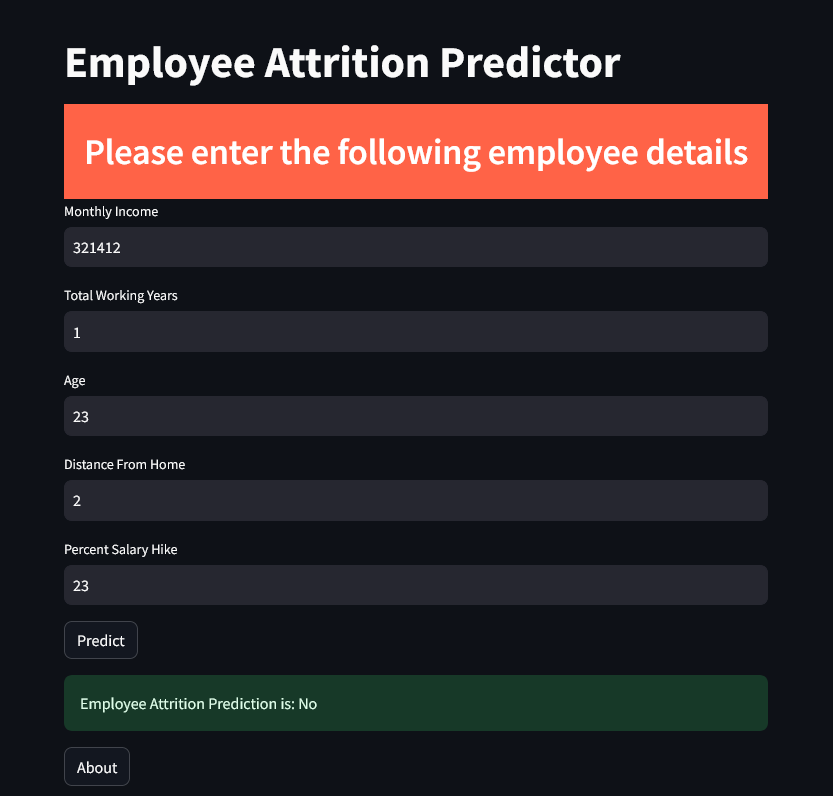 Employee Attrition Predictor
Please enter the following employee details
Monthly Income
321412
Total Working Years
1
Age
23
Distance From Home
2
Percent Salary Hike
23
Predict
Employee Attrition Prediction is: No
About